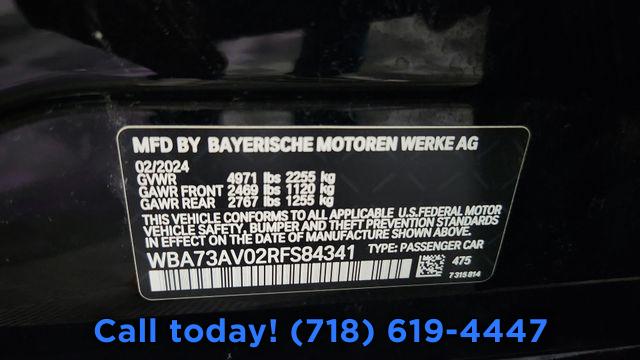 MFD BY BAYERISCHE MOTOREN WERKE AG
02/2024
GVWR 4971 lbs 2255 kg
GAWR FRONT 2469 lbs 1120 kg
GAWR REAR 2767 lbs 1255 kg
THIS VEHICLE CONFORMS TO ALL APPLICABLE U.S.FEDERAL MOTOR
VEHICLE SAFETY, BUMPER AND THEFT PREVENTION
STANDARDS IN EFFECT ON THE DATE OF MANUFACTURE SHOWN ABOVE.
WBA73AV02RFS84341 TYPE: PASSENGER CAR
475
7 315 814
Call today! (718) 619-4447